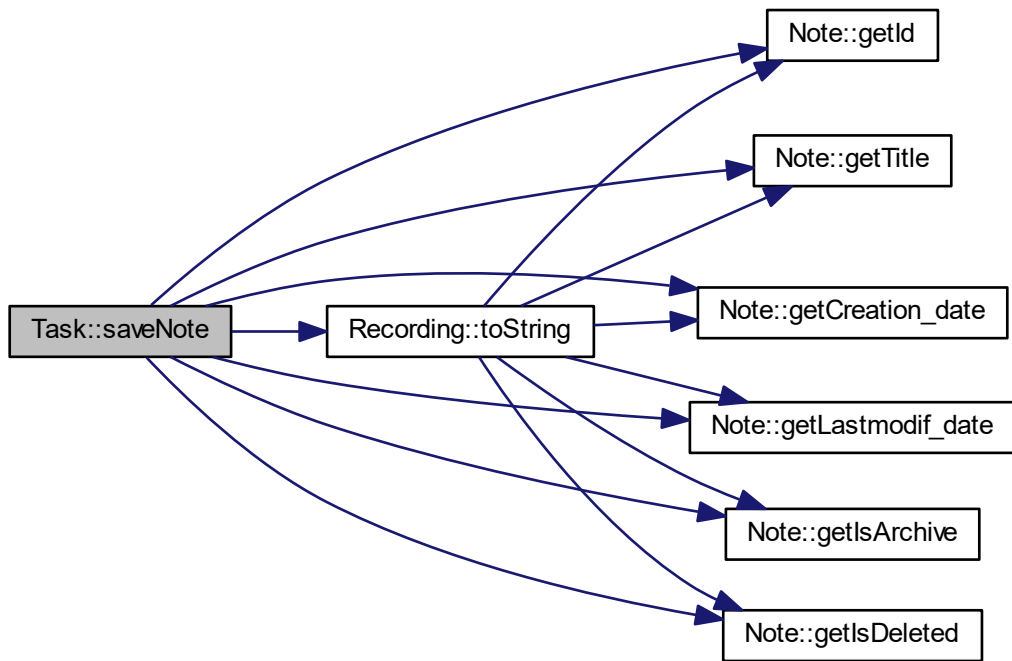 Task::saveNote
Recording::toString
Note::getId
Note::getTitle
Note::getCreation_date
Note::getLastmodif_date
Note::getIsArchive
Note::getIsDeleted